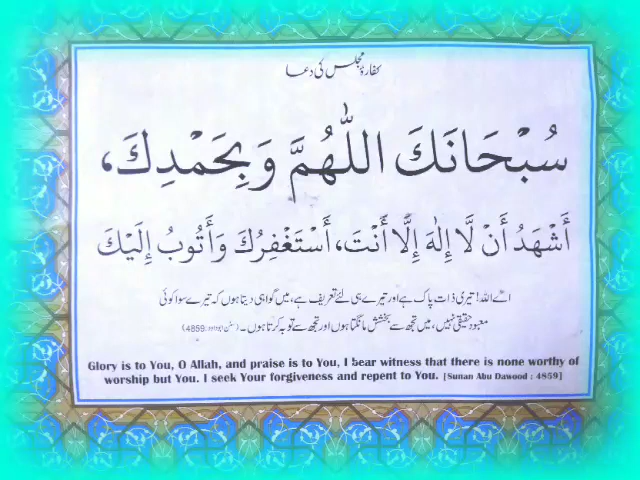 کفارۂ مجلس کی دعا
سُبْحَانَكَ اللّٰهُمَّ وَبِحَمْدِكَ،
أَشْهَدُ أَنْ لَّا إِلٰهَ إِلَّا أَنْتَ، أَسْتَغْفِرُكَ وَأَتُوبُ إِلَيْكَ
اے اللہ! تیری ذات پاک ہے اور تیرے ہی لئے تعریف ہے، میں گواہی دیتا ہوں کہ تیرے سوا کوئی
معبود حقیقی نہیں، میں تجھ سے بخشش مانگتا ہوں اور تجھ سے توبہ کرتا ہوں۔ (سنن ابوداود: 4859)
Glory is to You, O Allah, and praise is to You, I bear witness that there is none worthy of
worship but You. I seek Your forgiveness and repent to You. [Sunan Abu Dawood : 4859]